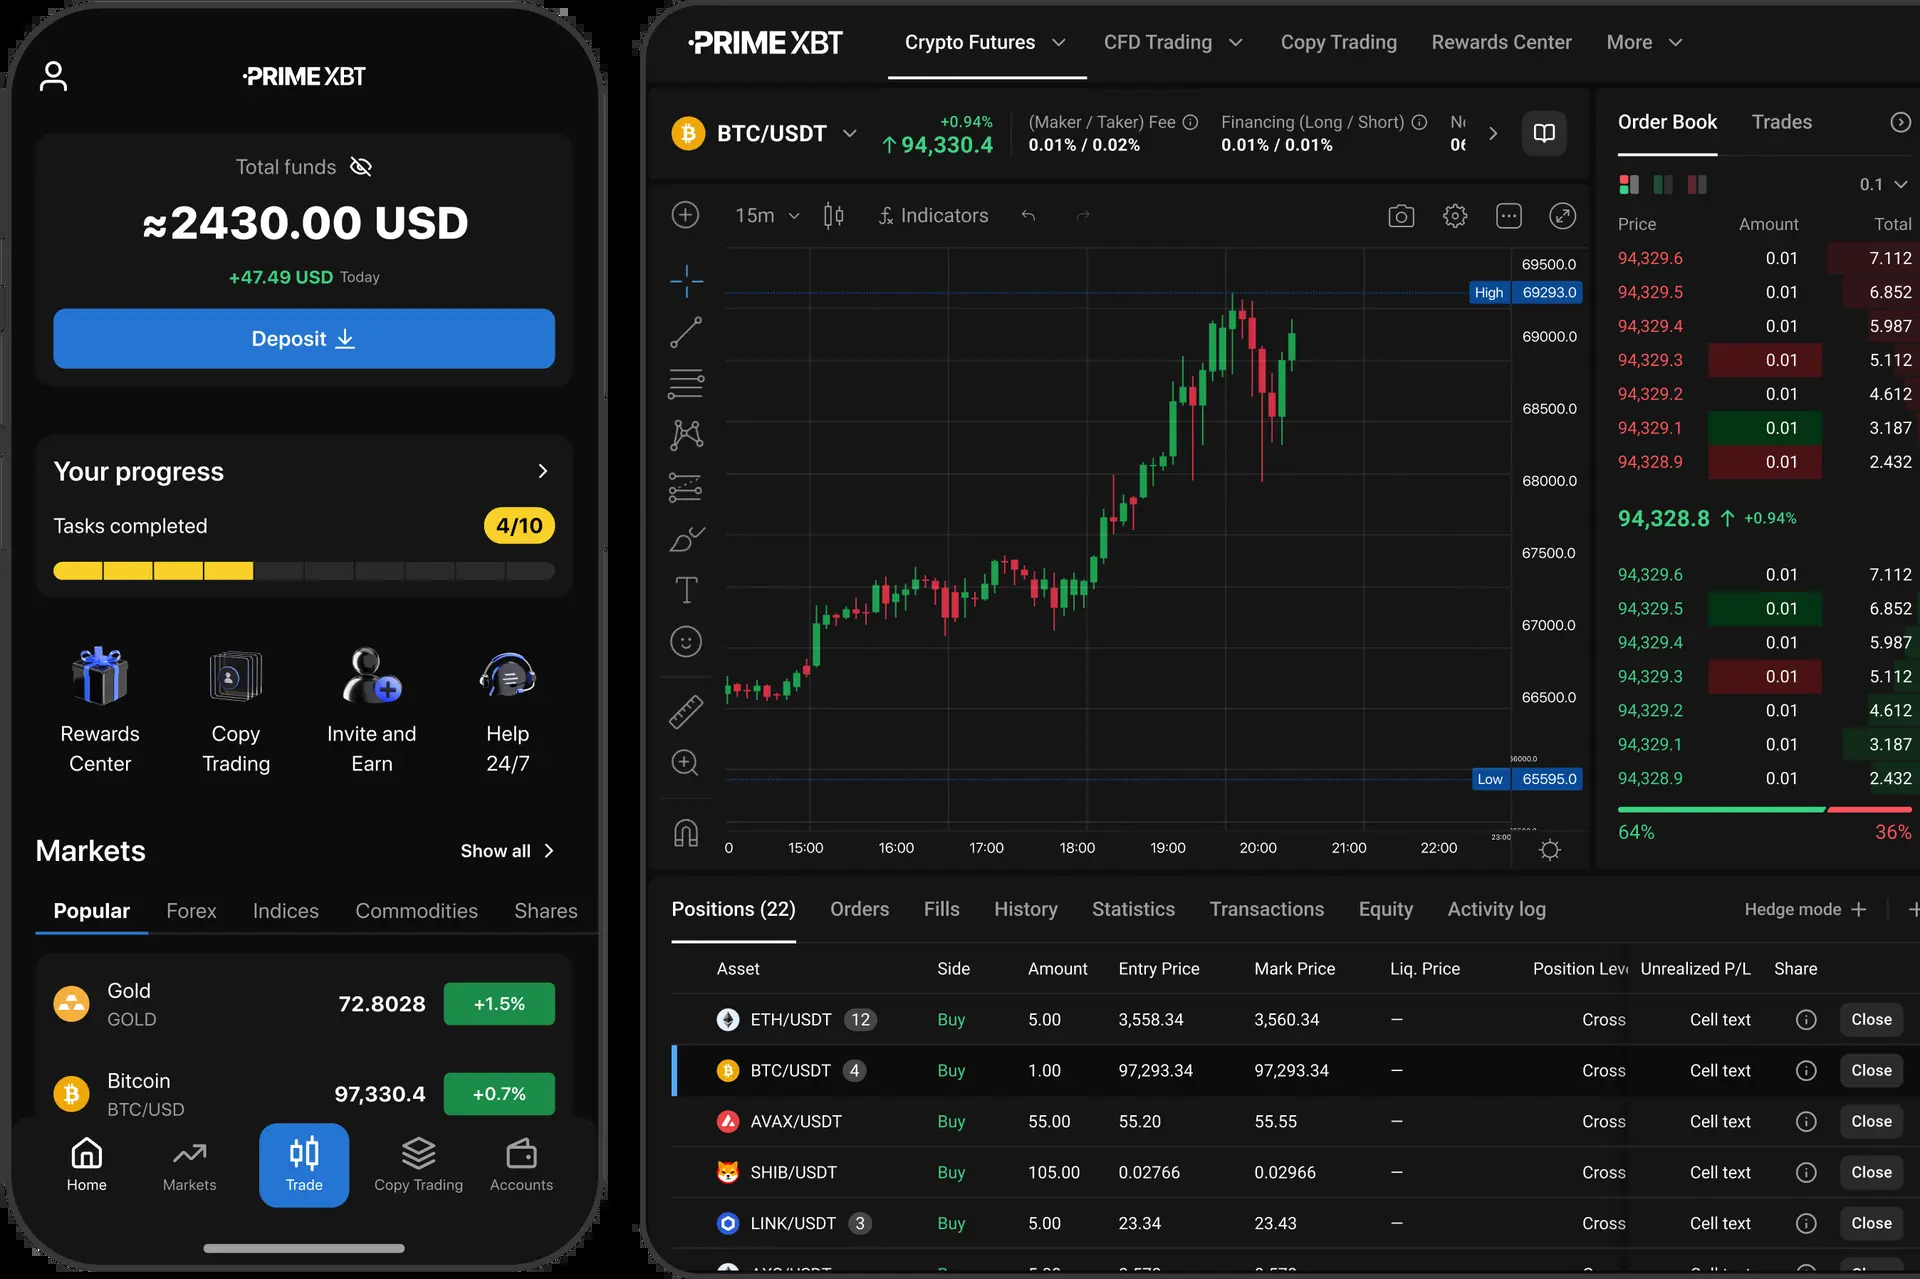 PRIME XBT
Total funds
≈2430.00 USD
+47.49 USD Today
Deposit
Your progress
Tasks completed
4/10
Rewards Center
Copy Trading
Invite and Earn
Help 24/7
Markets
Show all
Popular Forex Indices Commodities Shares
Gold
GOLD
72.8028
+1.5%
Bitcoin
BTC/USD
97,330.4
+0.7%
Home Markets Trade Copy Trading Accounts
PRIME XBT
Crypto Futures CFD Trading Copy Trading Rewards Center More
BTC/USDT
+0.94%
94,330.4
(Maker / Taker) Fee
0.01% / 0.02%
Financing (Long / Short)
0.01% / 0.01%
15m
Indicators
69500.0
High 69293.0
69000.0
68500.0
68000.0
67500.0
67000.0
66500.0
Low 65595.0
0 15:00 16:00 17:00 18:00 19:00 20:00 21:00 22:00 23:00
Order Book Trades
0.1
Price Amount Total
94,329.6 0.01 7.112
94,329.5 0.01 6.852
94,329.4 0.01 5.987
94,329.3 0.01 5.112
94,329.2 0.01 4.612
94,329.1 0.01 3.187
94,328.9 0.01 2.432
94,328.8 +0.94%
94,329.6 0.01 7.112
94,329.5 0.01 6.852
94,329.4 0.01 5.987
94,329.3 0.01 5.112
94,329.2 0.01 4.612
94,329.1 0.01 3.187
94,328.9 0.01 2.432
64% 36%
Positions (22) Orders Fills History Statistics Transactions Equity Activity log Hedge mode
Asset Side Amount Entry Price Mark Price Liq. Price Position Unrealized P/L Share
ETH/USDT 12 Buy 5.00 3,558.34 3,560.34 — Cross Cell text Close
BTC/USDT 4 Buy 1.00 97,293.34 97,293.34 — Cross Cell text Close
AVAX/USDT Buy 55.00 55.20 55.55 — Cross Cell text Close
SHIB/USDT Buy 105.00 0.02766 0.02966 — Cross Cell text Close
LINK/USDT 3 Buy 5.00 23.34 23.43 — Cross Cell text Close